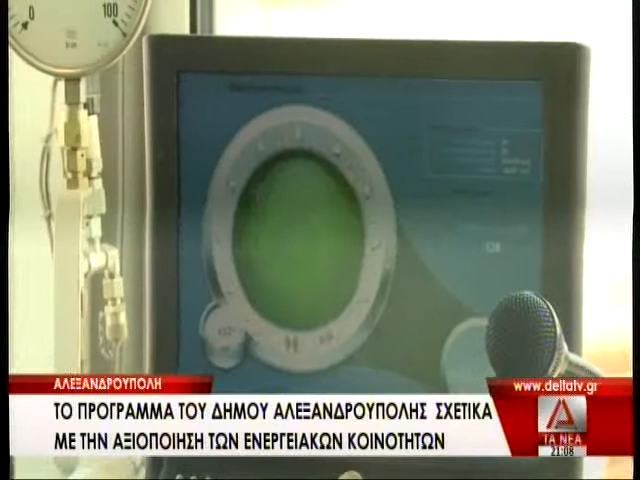 0
100
ΑΛΕΞΑΝΔΡΟΥΠΟΛΗ
www.deltatv.gr
ΤΟ ΠΡΟΓΡΑΜΜΑ ΤΟΥ ΔΗΜΟΥ ΑΛΕΞΑΝΔΡΟΥΠΟΛΗΣ ΣΧΕΤΙΚΑ
ΜΕ ΤΗΝ ΑΞΙΟΠΟΙΗΣΗ ΤΩΝ ΕΝΕΡΓΕΙΑΚΩΝ ΚΟΙΝΟΤΗΤΩΝ
ΤΑ ΝΕΑ
21:08